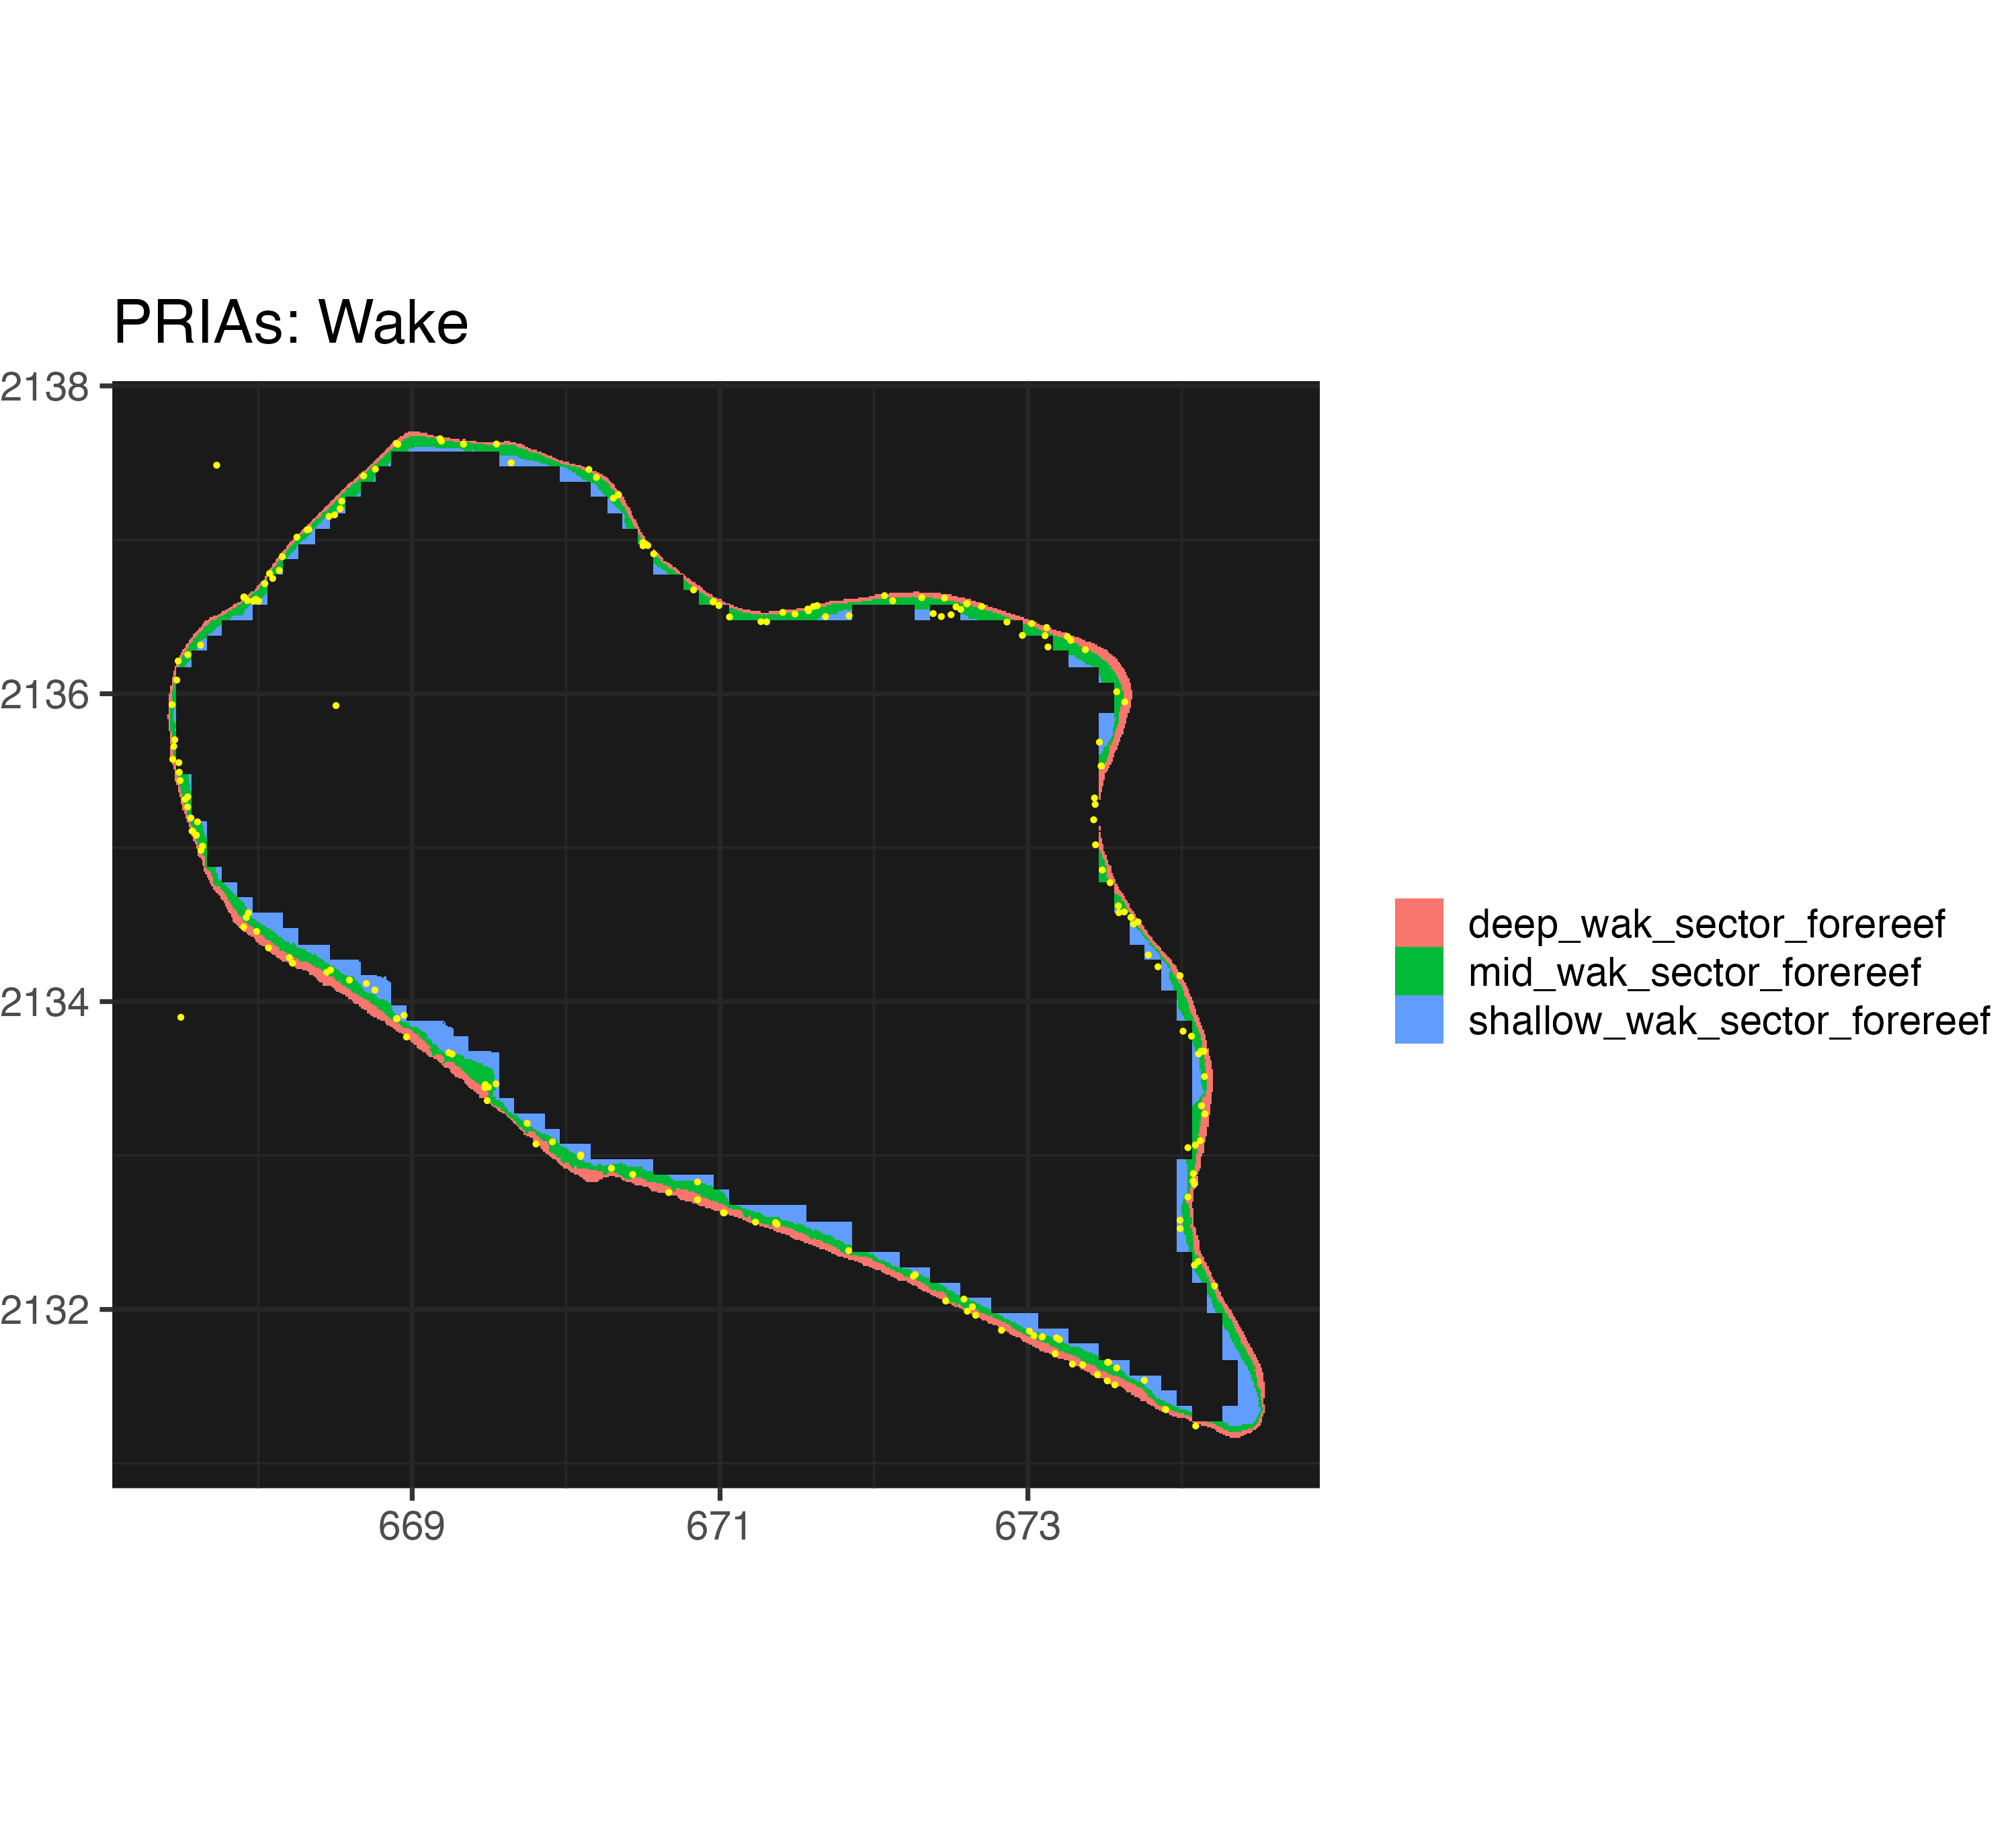 PRIAs: Wake
2138
2136
2134
2132
669
671
673
deep_wak_sector_forereef
mid_wak_sector_forereef
shallow_wak_sector_forereef